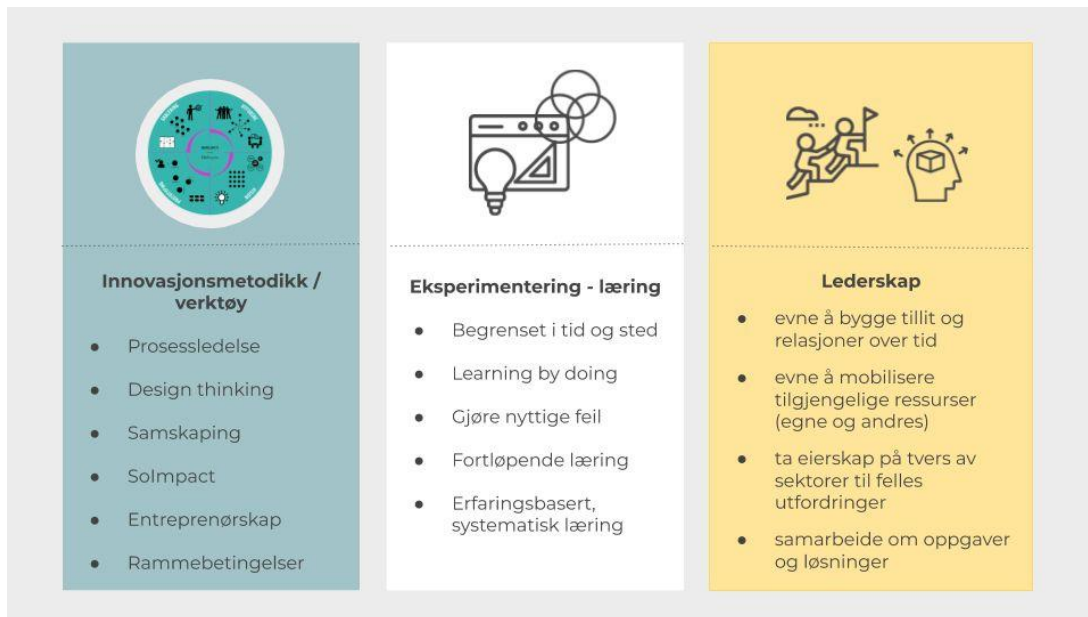 Innovasjonsmetodikk /
verktøy
● Prosessledelse
● Design thinking
● Samskaping
● SoImpact
● Entreprenørskap
● Rammebetingelser
Eksperimentering - læring
● Begrenset i tid og sted
● Learning by doing
● Gjøre nyttige feil
● Fortløpende læring
● Erfaringsbasert,
systematisk læring
Lederskap
● evne å bygge tillit og
relasjoner over tid
● evne å mobilisere
tilgjengelige ressurser
(egne og andres)
● ta eierskap på tvers av
sektorer til felles
utfordringer
● samarbeide om oppgaver
og løsninger